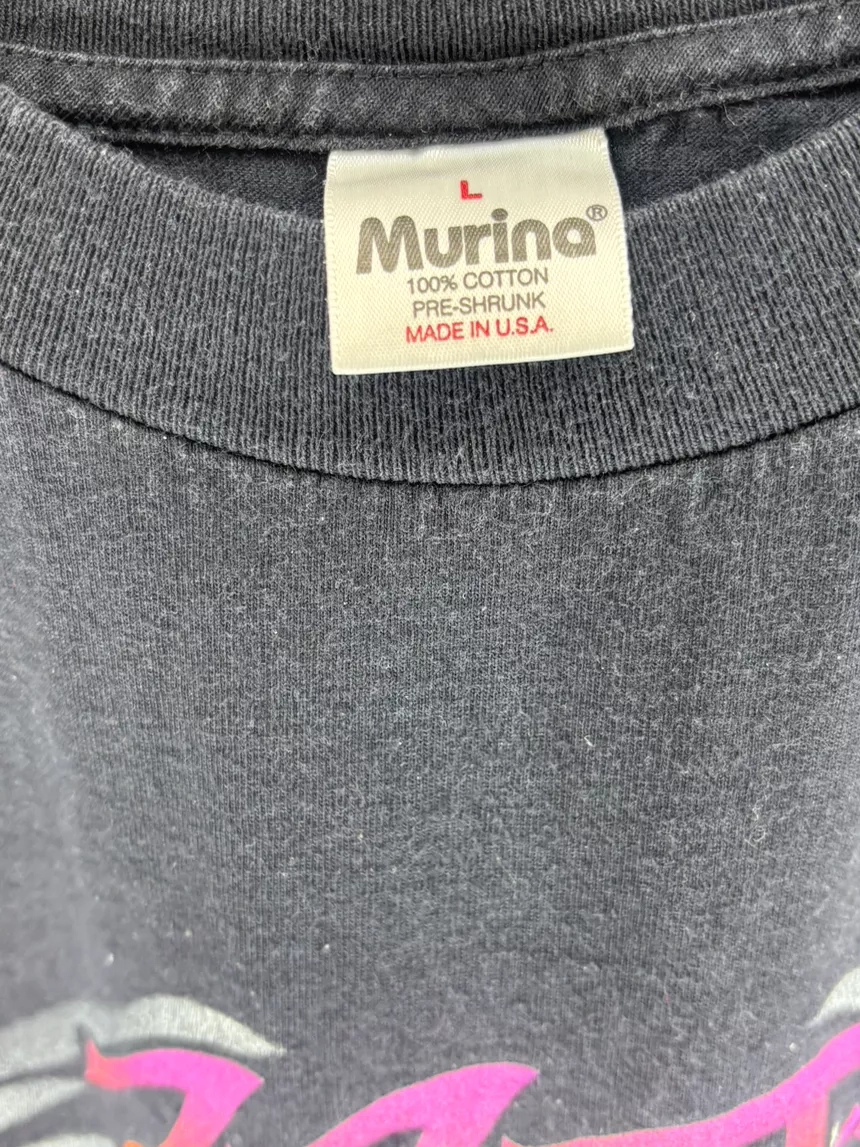 L
Murina®
100% COTTON
PRE-SHRUNK
MADE IN U.S.A.